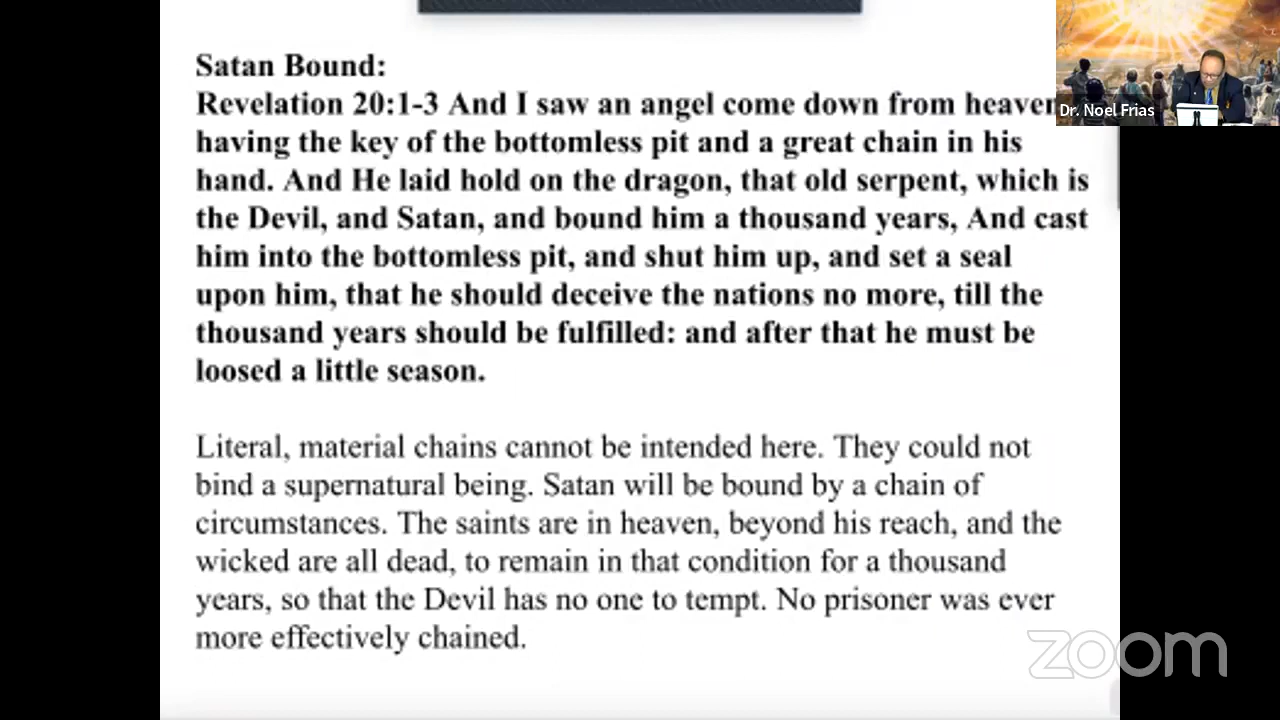 Satan Bound:
Revelation 20:1-3 And I saw an angel come down from heaven
having the key of the bottomless pit and a great chain in his
hand. And He laid hold on the dragon, that old serpent, which is
the Devil, and Satan, and bound him a thousand years, And cast
him into the bottomless pit, and shut him up, and set a seal
upon him, that he should deceive the nations no more, till the
thousand years should be fulfilled: and after that he must be
loosed a little season.
Literal, material chains cannot be intended here. They could not
bind a supernatural being. Satan will be bound by a chain of
circumstances. The saints are in heaven, beyond his reach, and the
wicked are all dead, to remain in that condition for a thousand
years, so that the Devil has no one to tempt. No prisoner was ever
more effectively chained.
Dr. Noel Frias
zoom